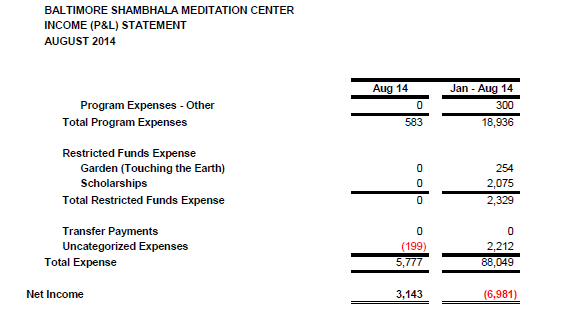 BALTIMORE SHAMBHALA MEDITATION CENTER
INCOME (P&L) STATEMENT
AUGUST 2014
Aug 14 Jan - Aug 14
Program Expenses - Other 0 300
Total Program Expenses 583 18,936
Restricted Funds Expense
Garden (Touching the Earth) 0 254
Scholarships 0 2,075
Total Restricted Funds Expense 0 2,329
Transfer Payments 0 0
Uncategorized Expenses (199) 2,212
Total Expense 5,777 88,049
Net Income 3,143 (6,981)